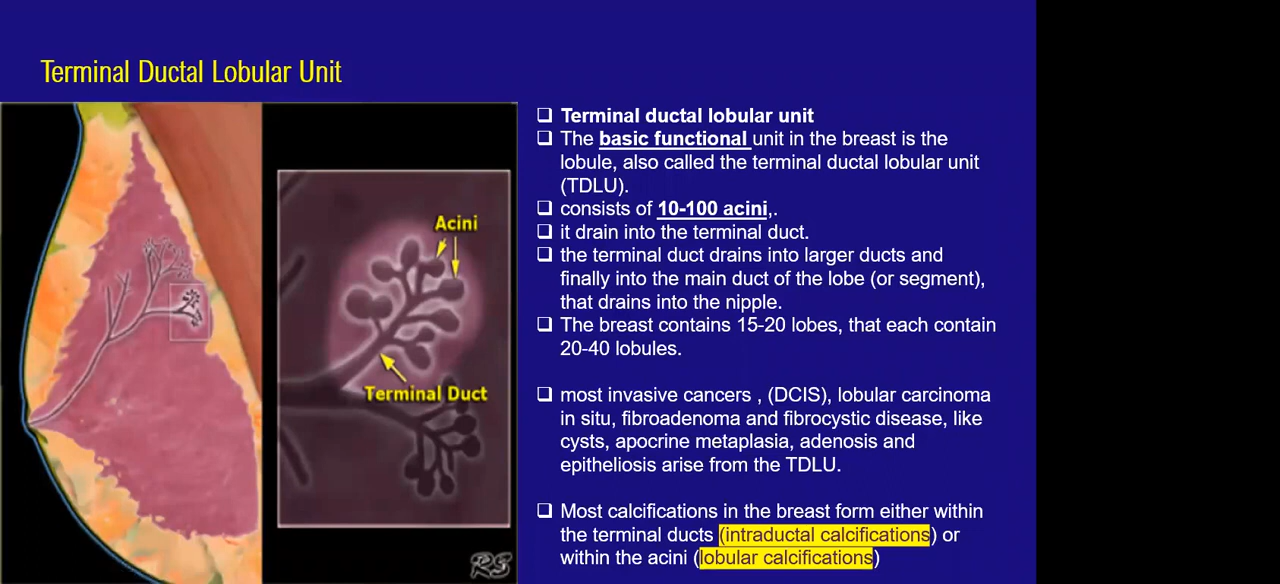 Terminal Ductal Lobular Unit
Acini
Terminal Duct
RS
❑ Terminal ductal lobular unit
❑ The basic functional unit in the breast is the
lobule, also called the terminal ductal lobular unit
(TDLU).
❑ consists of 10-100 acini,.
❑ it drain into the terminal duct.
❑ the terminal duct drains into larger ducts and
finally into the main duct of the lobe (or segment),
that drains into the nipple.
❑ The breast contains 15-20 lobes, that each contain
20-40 lobules.
❑ most invasive cancers , (DCIS), lobular carcinoma
in situ, fibroadenoma and fibrocystic disease, like
cysts, apocrine metaplasia, adenosis and
epitheliosis arise from the TDLU.
❑ Most calcifications in the breast form either within
the terminal ducts (intraductal calcifications) or
within the acini (lobular calcifications)